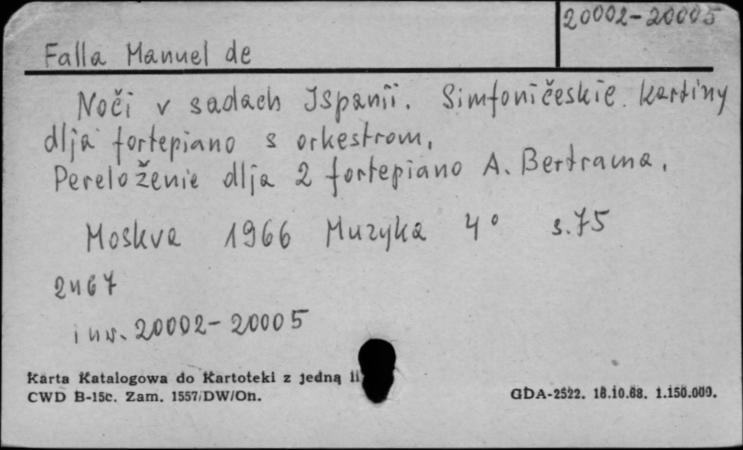 20002-20005
Falla Manuel de
Noči v sadach Ispanii. Simfoničeskie kartiny
dlja fortepiano s orkestrom.
Pereloženie dlja 2 fortepiano A. Bertrama.
Moskva 1966 Muzyka 4° s.75
2467
inw. 20002-20005
Karta Katalogowa do Kartoteki z jedną
CWD B-15c. Zam. 1557/DW/On.
GDA-2522. 18.10.68. 1.150.000.